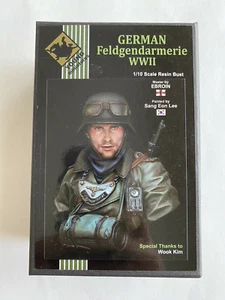 GERMAN
Feldgendarmerie
WWII
1/10 Scale Resin Bust
Master by
EBROIN
Painted by
Sang Eon Lee
Special Thanks to
Wook Kim